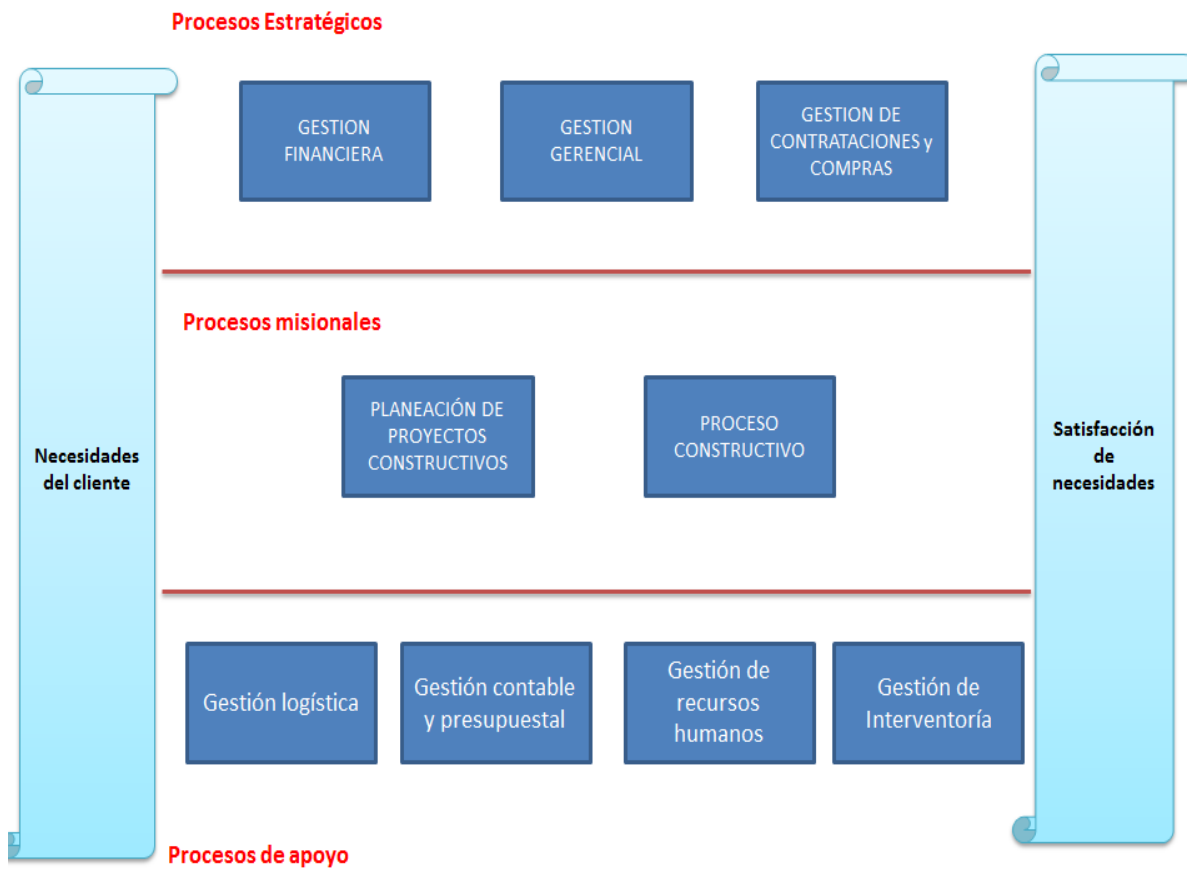 Procesos Estratégicos
GESTION
FINANCIERA
GESTION
GERENCIAL
GESTION DE
CONTRATACIONES y
COMPRAS
Procesos misionales
PLANEACIÓN DE
PROYECTOS
CONSTRUCTIVOS
PROCESO
CONSTRUCTIVO
Necesidades
del cliente
Satisfacción
de
necesidades
Gestión logística
Gestión contable
y presupuestal
Gestión de
recursos
humanos
Gestión de
Interventoría
Procesos de apoyo